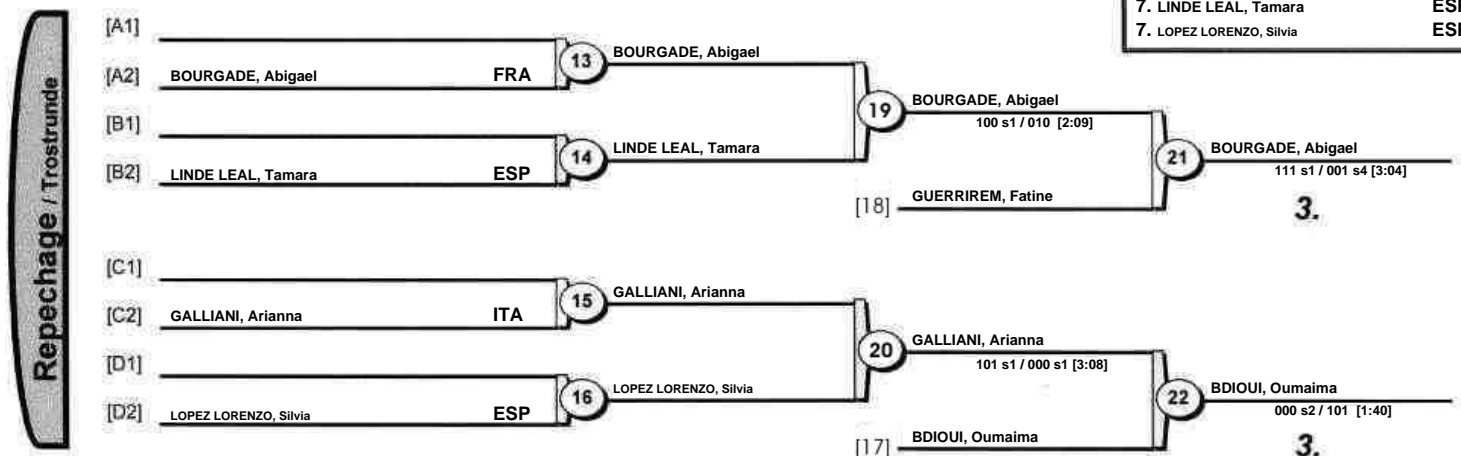 7. LINDE LEAL, Tamara ESI
7. LOPEZ LORENZO, Silvia ESI
Repechage / Trostrunde
[A1]
[A2] BOURGADE, Abigael FRA
13 BOURGADE, Abigael
[B1]
[B2] LINDE LEAL, Tamara ESP
14 LINDE LEAL, Tamara
19 BOURGADE, Abigael
100 s1 / 010 [2:09]
[18] GUERRIREM, Fatine
21 BOURGADE, Abigael
111 s1 / 001 s4 [3:04]
3.
[C1]
[C2] GALLIANI, Arianna ITA
15 GALLIANI, Arianna
[D1]
[D2] LOPEZ LORENZO, Silvia ESP
16 LOPEZ LORENZO, Silvia
20 GALLIANI, Arianna
101 s1 / 000 s1 [3:08]
[17] BDIOUI, Oumaima
22 BDIOUI, Oumaima
000 s2 / 101 [1:40]
3.